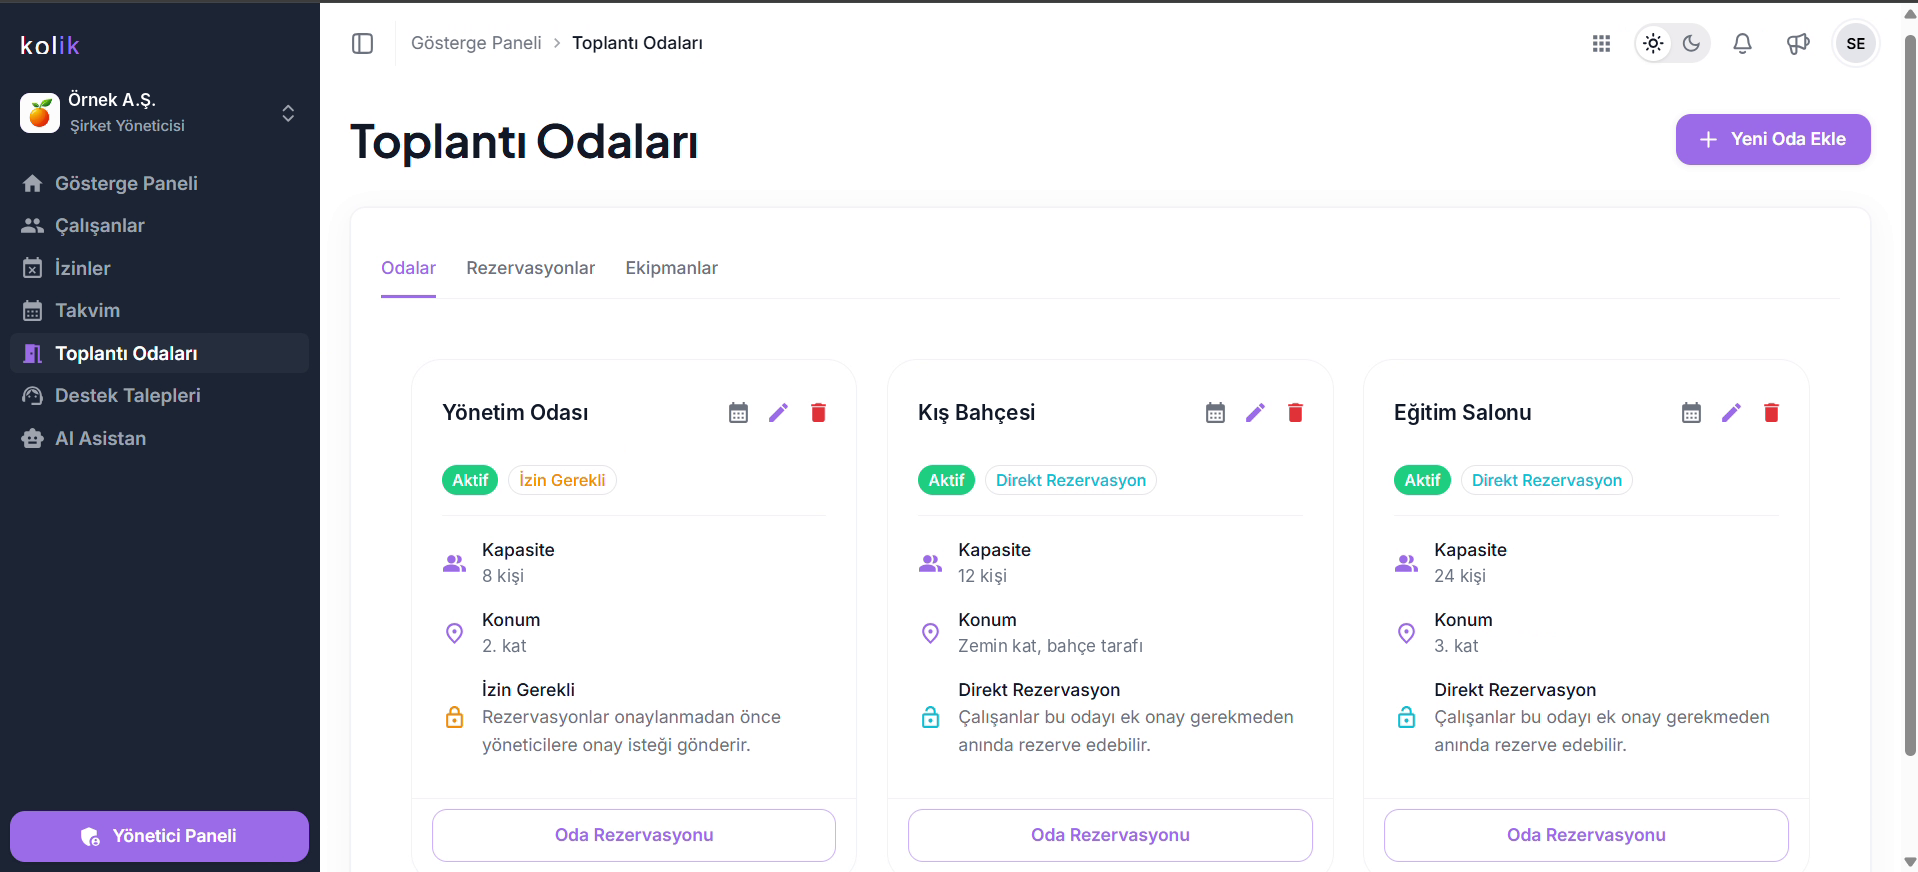 kolik
Örnek A.Ş.
Şirket Yöneticisi
Gösterge Paneli
Çalışanlar
İzinler
Takvim
Toplantı Odaları
Destek Talepleri
AI Asistan
Yönetici Paneli
Gösterge Paneli > Toplantı Odaları
SE
Toplantı Odaları
+ Yeni Oda Ekle
Odalar Rezervasyonlar Ekipmanlar
Yönetim Odası
Aktif İzin Gerekli
Kapasite
8 kişi
Konum
2. kat
İzin Gerekli
Rezervasyonlar onaylanmadan önce
yöneticilere onay isteği gönderir.
Oda Rezervasyonu
Kış Bahçesi
Aktif Direkt Rezervasyon
Kapasite
12 kişi
Konum
Zemin kat, bahçe tarafı
Direkt Rezervasyon
Çalışanlar bu odayı ek onay gerekmeden
anında rezerve edebilir.
Oda Rezervasyonu
Eğitim Salonu
Aktif Direkt Rezervasyon
Kapasite
24 kişi
Konum
3. kat
Direkt Rezervasyon
Çalışanlar bu odayı ek onay gerekmeden
anında rezerve edebilir.
Oda Rezervasyonu